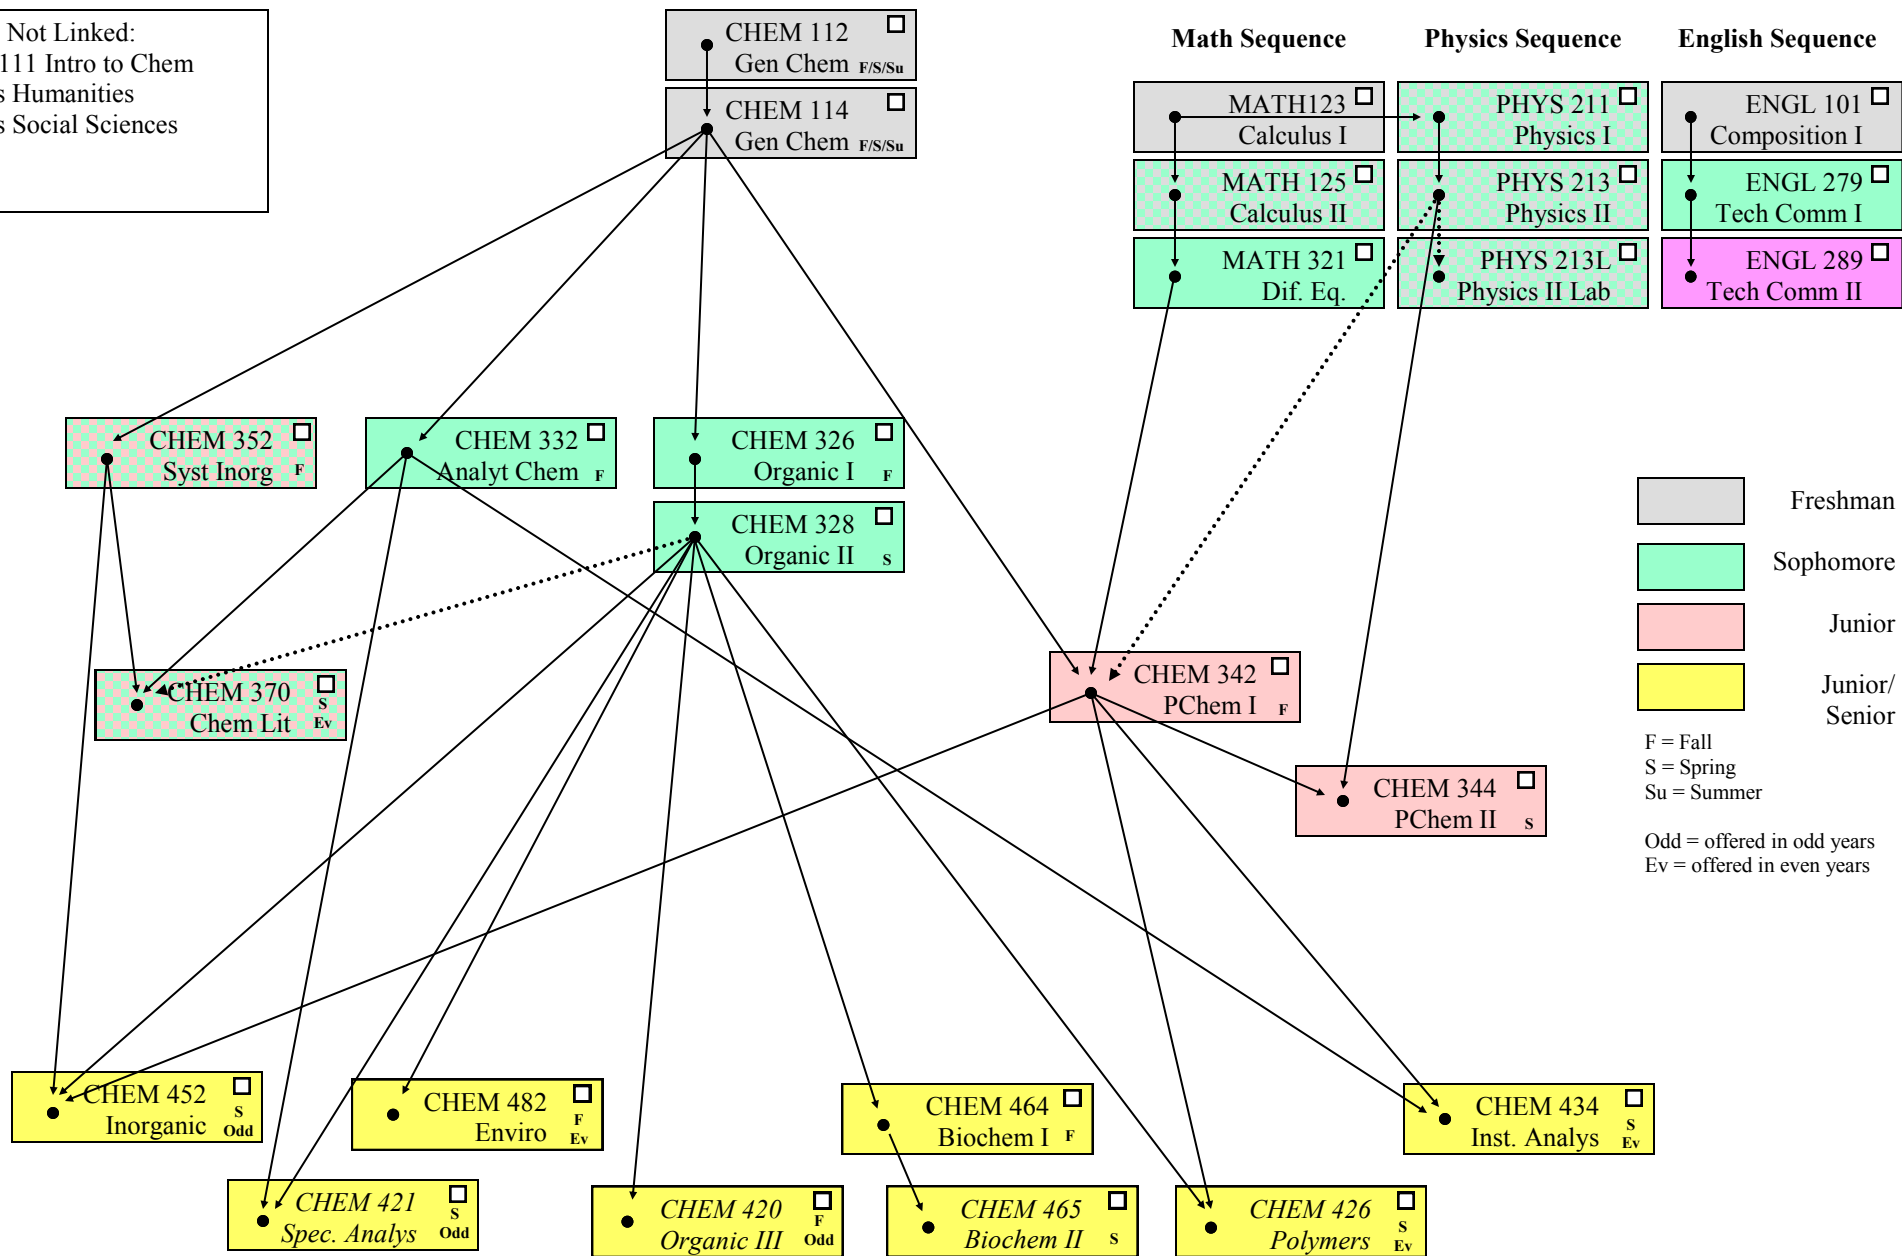 Not Linked:
111 Intro to Chem
s Humanities
s Social Sciences
CHEM 112
Gen Chem F/S/Su
CHEM 114
Gen Chem F/S/Su
Math Sequence
Physics Sequence
English Sequence
MATH123
Calculus I
PHYS 211
Physics I
ENGL 101
Composition I
MATH 125
Calculus II
PHYS 213
Physics II
ENGL 279
Tech Comm I
MATH 321
Dif. Eq.
PHYS 213L
Physics II Lab
ENGL 289
Tech Comm II
CHEM 352
Syst Inorg F
CHEM 332
Analyt Chem F
CHEM 326
Organic I F
CHEM 328
Organic II S
CHEM 370
S
Chem Lit Ev
CHEM 342
PChem I F
CHEM 344
PChem II S
Freshman
Sophomore
Junior
Junior/
Senior
F = Fall
S = Spring
Su = Summer
Odd = offered in odd years
Ev = offered in even years
CHEM 452
S
Inorganic Odd
CHEM 482
F
Enviro Ev
CHEM 464
Biochem I F
CHEM 434
S
Inst. Analys Ev
CHEM 421
S
Spec. Analys Odd
CHEM 420
F
Organic III Odd
CHEM 465
Biochem II S
CHEM 426
S
Polymers Ev